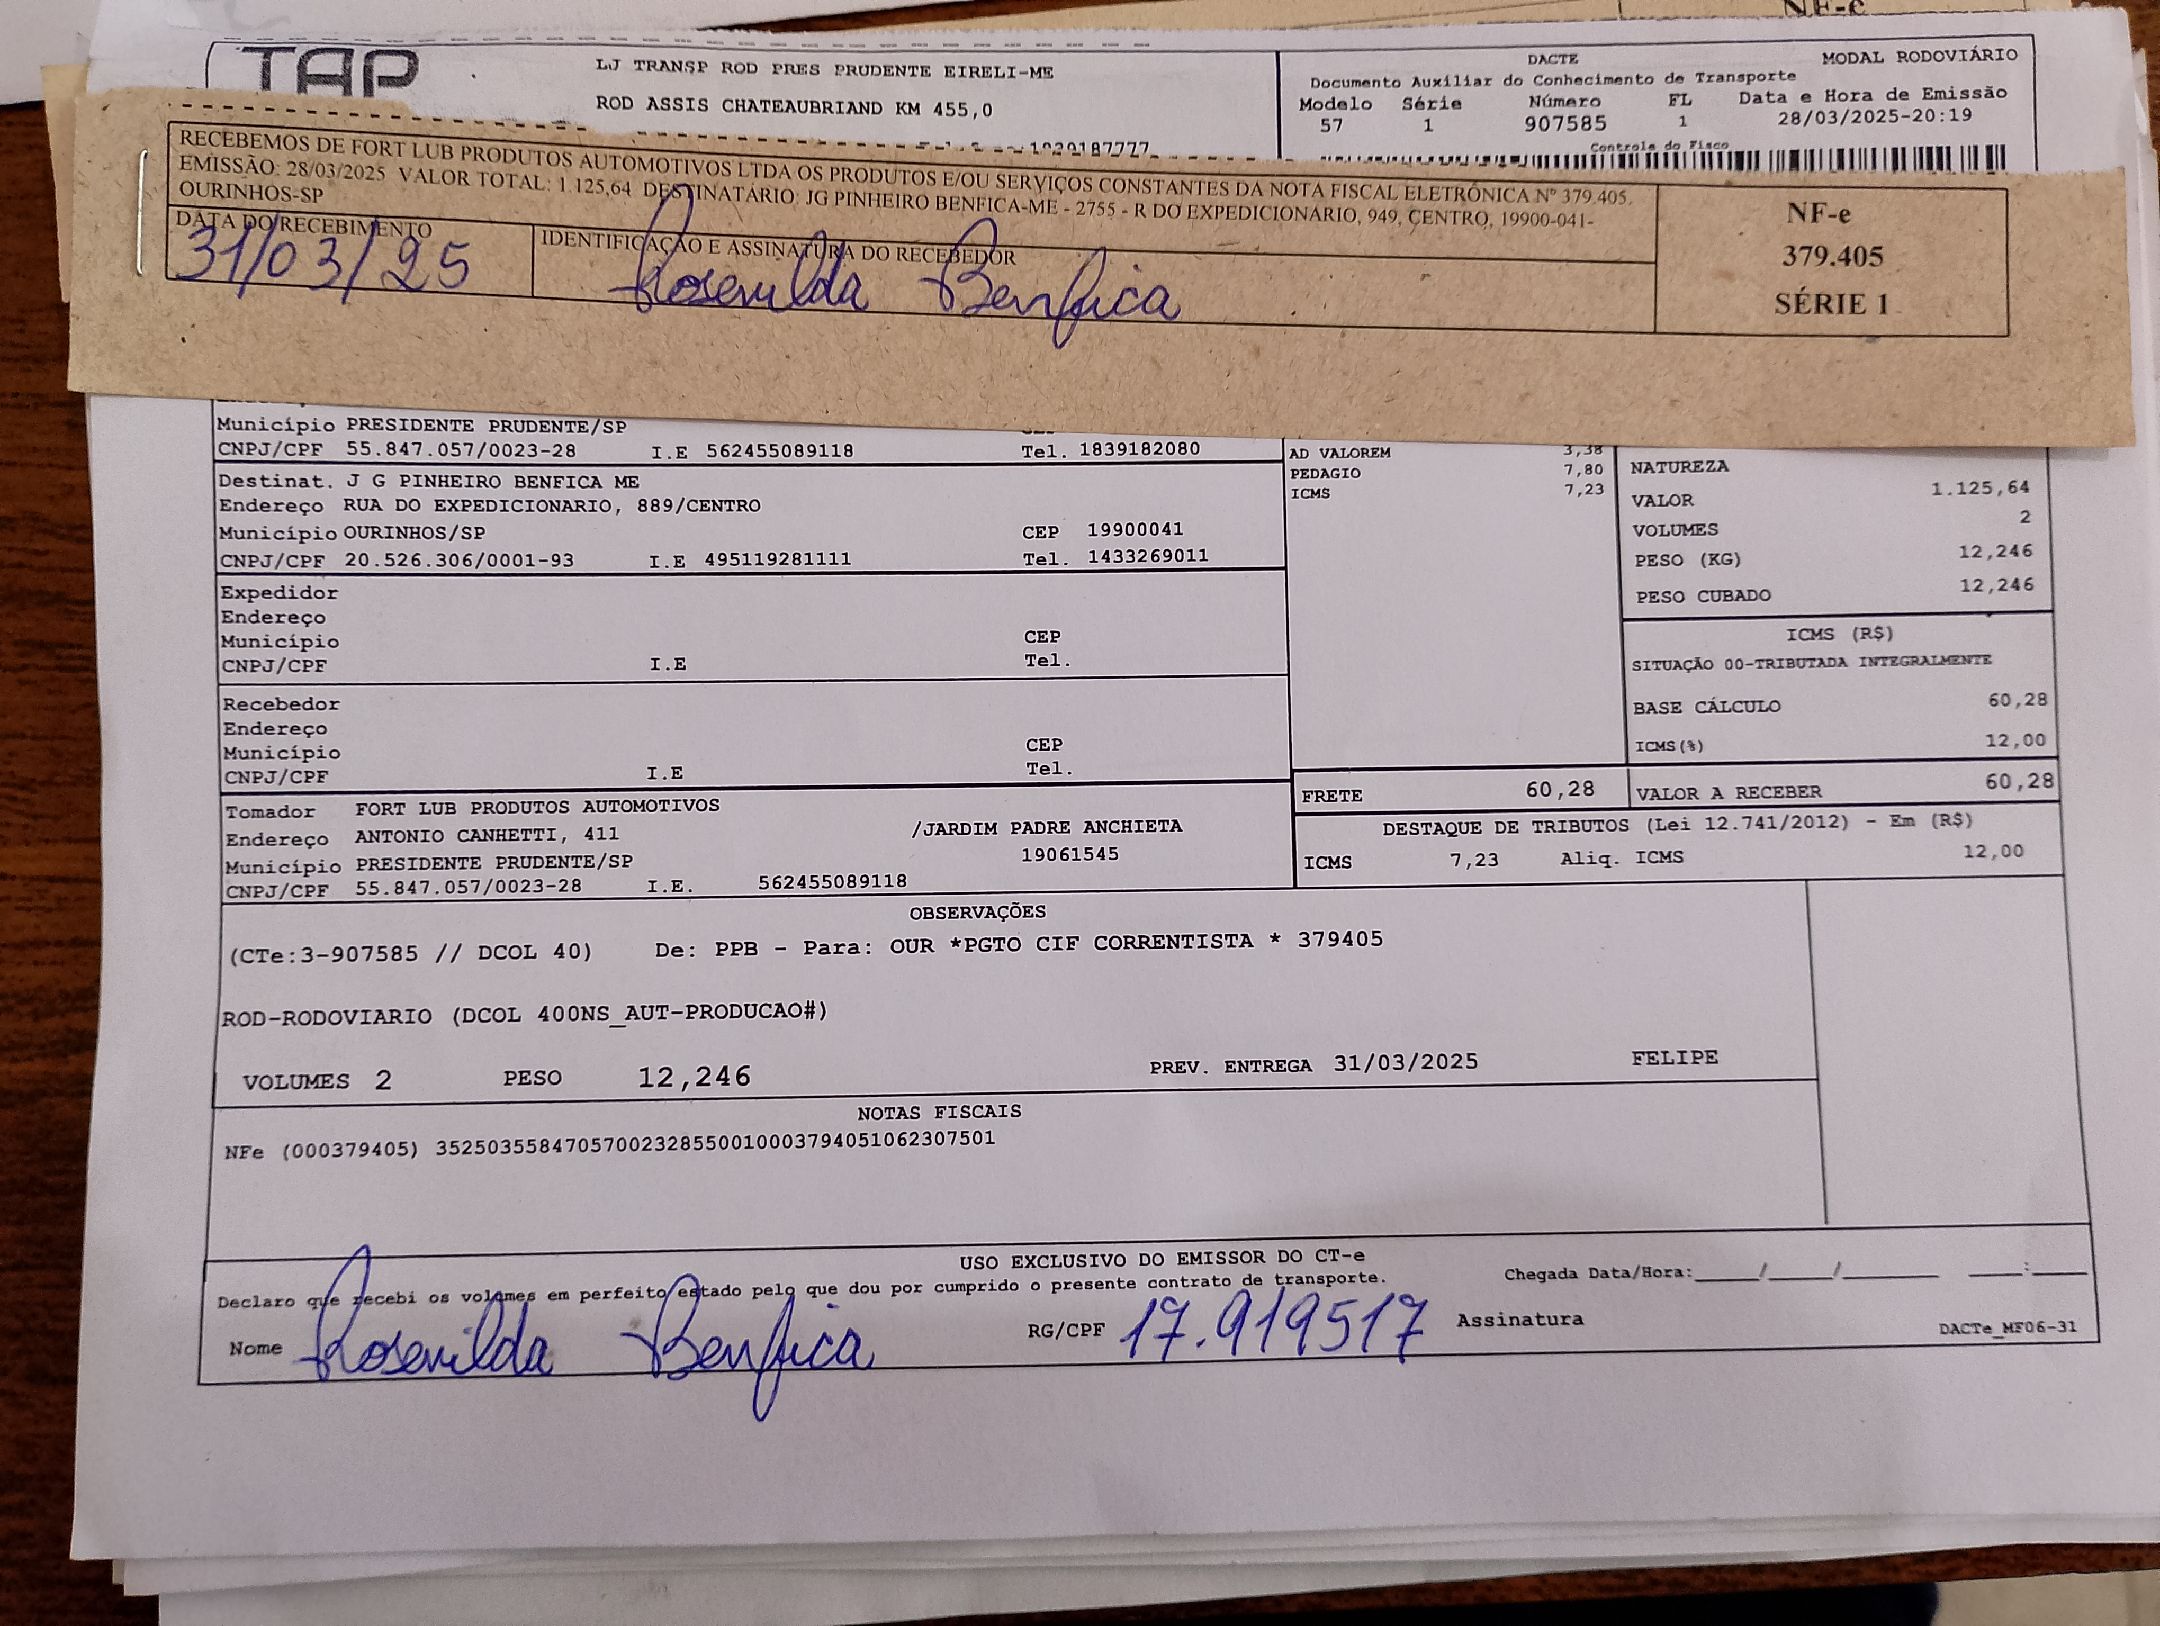 NF-e
TAP
LJ TRANSP ROD PRES PRUDENTE EIRELI-ME
ROD ASSIS CHATEAUBRIAND KM 455,0
1839187777
DACTE MODAL RODOVIÁRIO
Documento Auxiliar do Conhecimento de Transporte
Modelo Série Número FL Data e Hora de Emissão
57 1 907585 1 28/03/2025-20:19
Controle do Fisco
RECEBEMOS DE FORT LUB PRODUTOS AUTOMOTIVOS LTDA OS PRODUTOS E/OU SERVIÇOS CONSTANTES DA NOTA FISCAL ELETRÔNICA Nº 379.405.
EMISSÃO: 28/03/2025 VALOR TOTAL: 1.125,64 DESTINATÁRIO: JG PINHEIRO BENFICA-ME - 2755 - R DO EXPEDICIONÁRIO, 949, CENTRO, 19900-041-
OURINHOS-SP
DATA DO RECEBIMENTO
31/03/25
IDENTIFICAÇÃO E ASSINATURA DO RECEBEDOR
Rosenilda Benfica
NF-e
379.405
SÉRIE 1
Município PRESIDENTE PRUDENTE/SP
CNPJ/CPF 55.847.057/0023-28 I.E 562455089118 Tel. 1839182080
Destinat. J G PINHEIRO BENFICA ME
Endereço RUA DO EXPEDICIONARIO, 889/CENTRO
Município OURINHOS/SP CEP 19900041
CNPJ/CPF 20.526.306/0001-93 I.E 495119281111 Tel. 1433269011
Expedidor
Endereço
Município CEP
CNPJ/CPF I.E Tel.
Recebedor
Endereço
Município CEP
CNPJ/CPF I.E Tel.
Tomador FORT LUB PRODUTOS AUTOMOTIVOS
Endereço ANTONIO CANHETTI, 411 /JARDIM PADRE ANCHIETA
Município PRESIDENTE PRUDENTE/SP 19061545
CNPJ/CPF 55.847.057/0023-28 I.E. 562455089118
AD VALOREM 3,38
PEDAGIO 7,80
ICMS 7,23
NATUREZA
VALOR 1.125,64
VOLUMES 2
PESO (KG) 12,246
PESO CUBADO 12,246
ICMS (R$)
SITUAÇÃO 00-TRIBUTADA INTEGRALMENTE
BASE CÁLCULO 60,28
ICMS(%) 12,00
FRETE 60,28 VALOR A RECEBER 60,28
DESTAQUE DE TRIBUTOS (Lei 12.741/2012) - Em (R$)
ICMS 7,23 Aliq. ICMS 12,00
OBSERVAÇÕES
(CTe:3-907585 // DCOL 40) De: PPB - Para: OUR *PGTO CIF CORRENTISTA * 379405
ROD-RODOVIARIO (DCOL 400NS_AUT-PRODUCAO#)
VOLUMES 2 PESO 12,246 PREV. ENTREGA 31/03/2025 FELIPE
NOTAS FISCAIS
NFe (000379405) 35250355847057002328550010003794051062307501
USO EXCLUSIVO DO EMISSOR DO CT-e
Declaro que recebi os volumes em perfeito estado pelo que dou por cumprido o presente contrato de transporte. Chegada Data/Hora:_____/_____/_______ ____:____
Nome Rosenilda Benfica RG/CPF 17.919517 Assinatura
DACTe_MF06-31